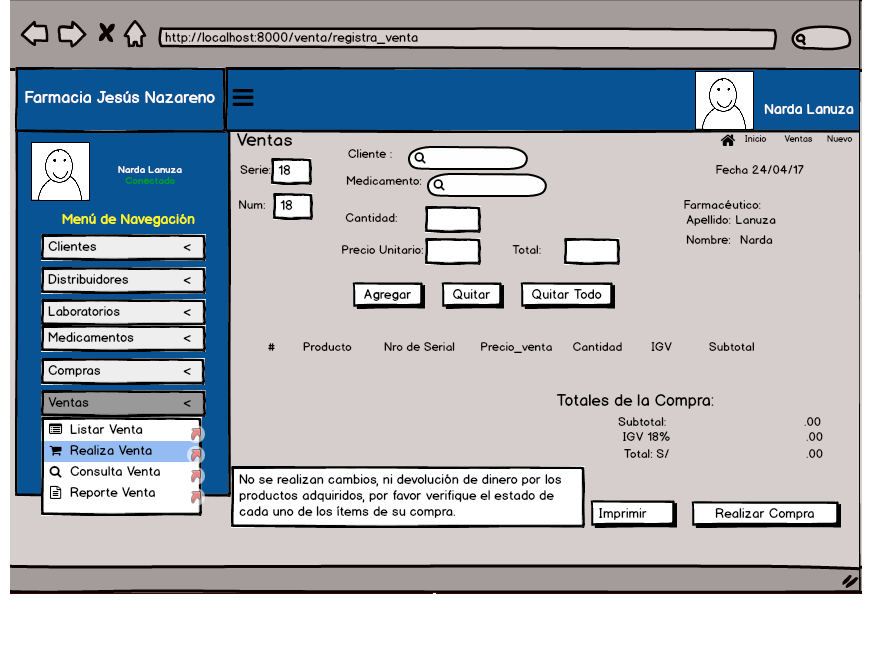 http://localhost:8000/venta/registra_venta
Farmacia Jesús Nazareno
Narda Lanuza
Narda Lanuza
Conectado
Menú de Navegación
Clientes <
Distribuidores <
Laboratorios <
Medicamentos <
Compras <
Ventas <
Listar Venta
Realiza Venta
Consulta Venta
Reporte Venta
Ventas
Inicio Ventas Nuevo
Serie: 18
Cliente :
Fecha 24/04/17
Medicamento:
Num: 18
Cantidad:
Farmacéutico:
Apellido: Lanuza
Nombre: Narda
Precio Unitario: Total:
Agregar Quitar Quitar Todo
# Producto Nro de Serial Precio_venta Cantidad IGV Subtotal
Totales de la Compra:
Subtotal: .00
IGV 18% .00
Total: S/ .00
No se realizan cambios, ni devolución de dinero por los
productos adquiridos, por favor verifique el estado de
cada uno de los ítems de su compra.
Imprimir Realizar Compra